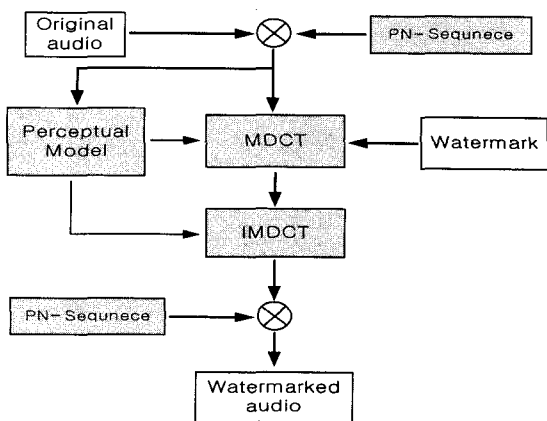 Original
audio
PN-Sequnece
Perceptual
Model
MDCT
Watermark
IMDCT
PN-Sequnece
Watermarked
audio